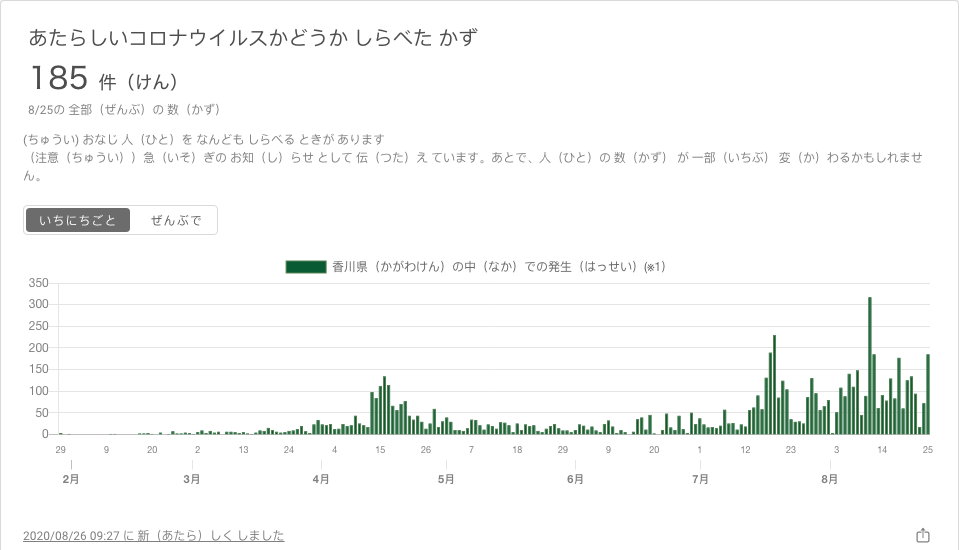 あたらしいコロナウイルスかどうか しらべた かず
185 件（けん）
8/25の 全部（ぜんぶ）の 数（かず）
(ちゅうい) おなじ 人（ひと）を なんども しらべる ときが あります
（注意（ちゅうい））急（いそ）ぎの お知（し）らせ として 伝（つた）え ています。あとで、人（ひと）の 数（かず） が 一部（いちぶ） 変（か）わるかもしれませ
ん。
いちにちごと ぜんぶで
香川県（かがわけん）の中（なか）での発生（はっせい）(※1)
350
300
250
200
150
100
50
0
29 9 20 2 13 24 4 15 26 7 18 29 9 20 1 12 23 3 14 25
2月 3月 4月 5月 6月 7月 8月
2020/08/26 09:27 に 新（あたら）しく しました